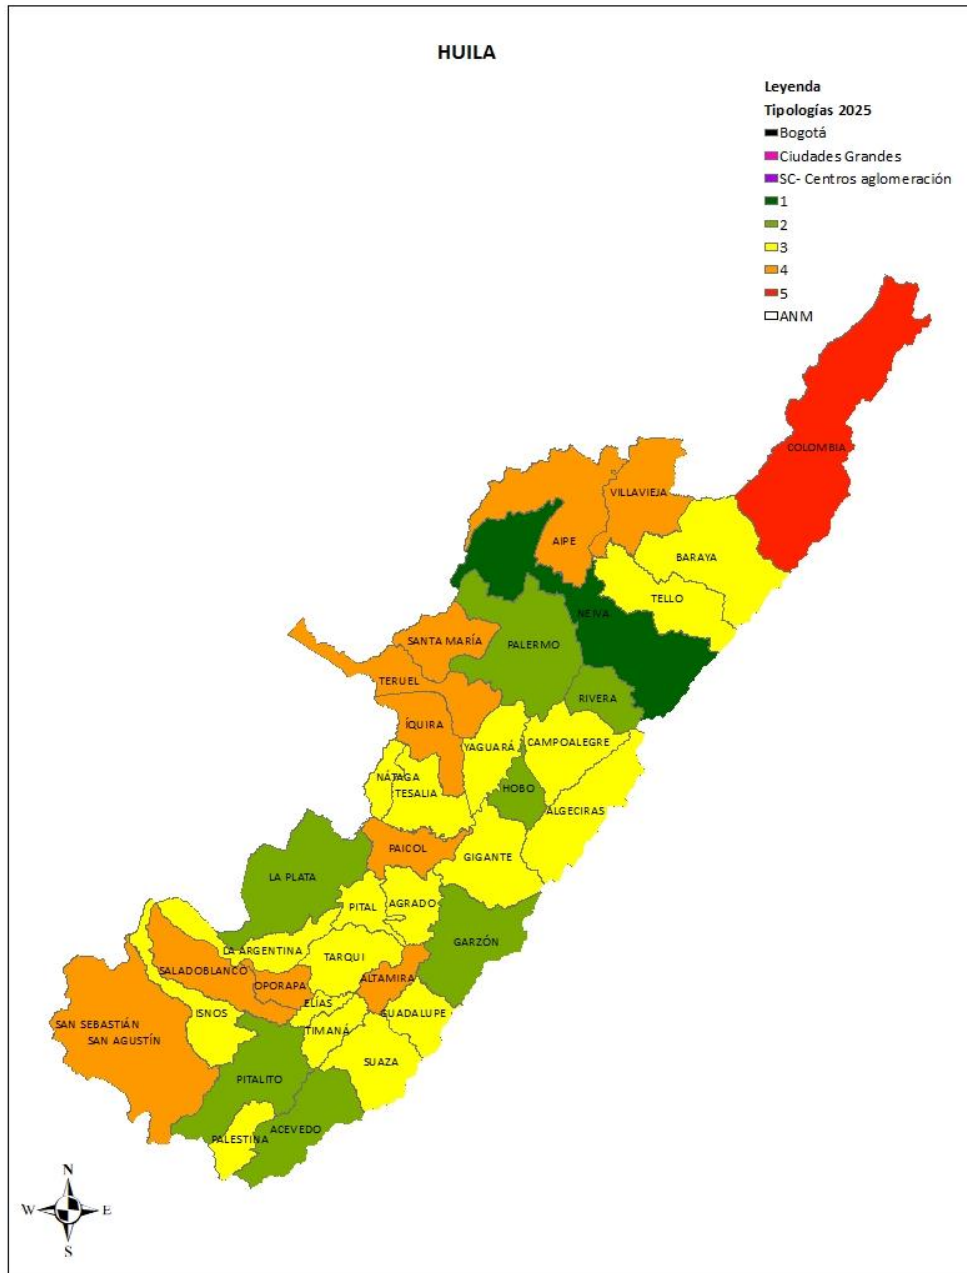 HUILA
Leyenda
Tipologías 2025
Bogotá
Ciudades Grandes
SC- Centros aglomeración
1
2
3
4
5
ANM
COLOMBIA
VILLAVIEJA
AIPE
BARAYA
TELLO
NEIVA
SANTA MARÍA
PALERMO
TERUEL
RIVERA
ÍQUIRA
YAGUARÁ
CAMPOALEGRE
NÁTAGA
TESALIA
HOBO
ALGECIRAS
PAICOL
GIGANTE
LA PLATA
PITAL
AGRADO
GARZÓN
LA ARGENTINA
TARQUI
SALADOBLANCO
OPORAPA
ALTAMIRA
ELÍAS
ISNOS
GUADALUPE
SAN SEBASTIÁN
SAN AGUSTÍN
TIMANÁ
SUAZA
PITALITO
PALESTINA
ACEVEDO
N
W
E
S